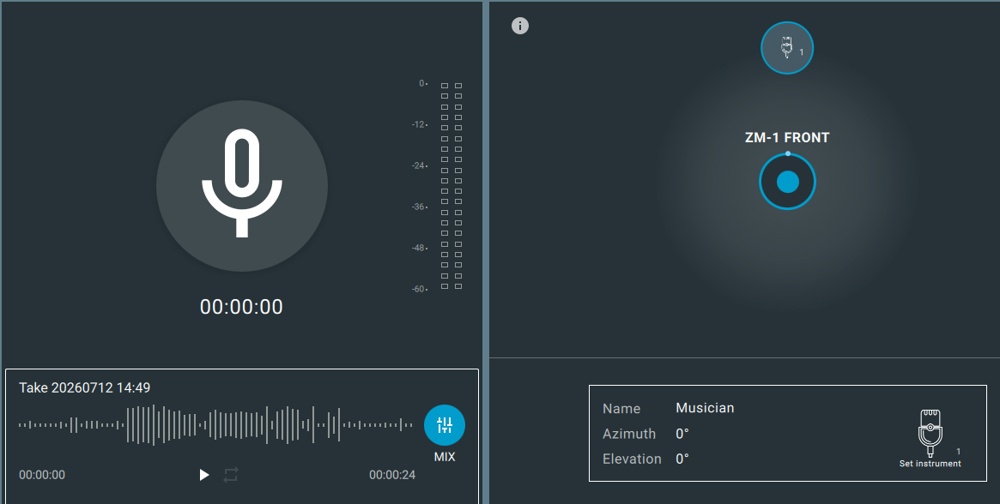 0
-12
-24
-36
-48
-60
00:00:00
Take 20260712 14:49
MIX
00:00:00
00:00:24
i
1
ZM-1 FRONT
Name Musician
Azimuth 0°
Elevation 0°
1
Set instrument